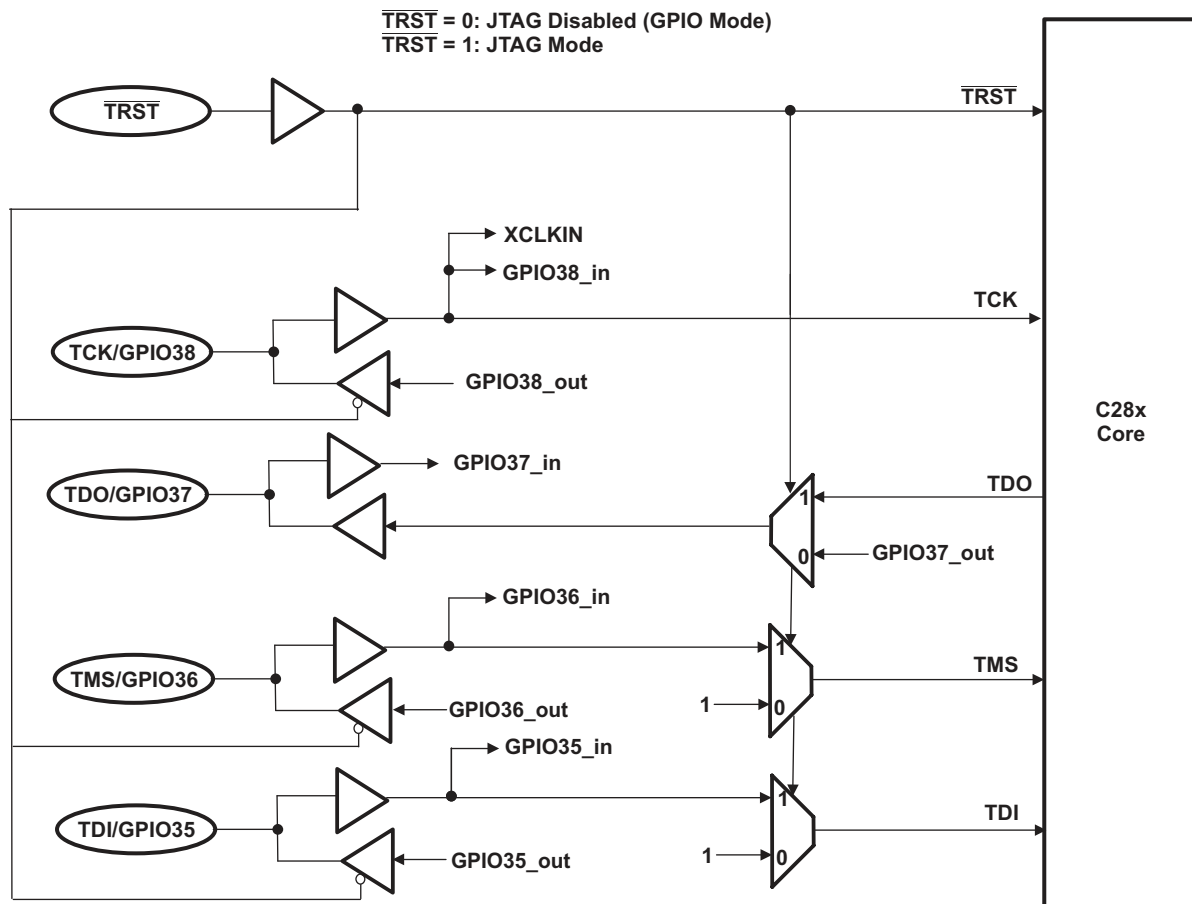 TRST = 0: JTAG Disabled (GPIO Mode)
TRST = 1: JTAG Mode
TRST
TRST
XCLKIN
GPIO38_in
TCK
TCK/GPIO38
GPIO38_out
C28x
Core
GPIO37_in
TDO/GPIO37
1
TDO
0
GPIO37_out
GPIO36_in
1
TMS/GPIO36
TMS
GPIO36_out
1
0
GPIO35_in
1
TDI/GPIO35
TDI
GPIO35_out
1
0